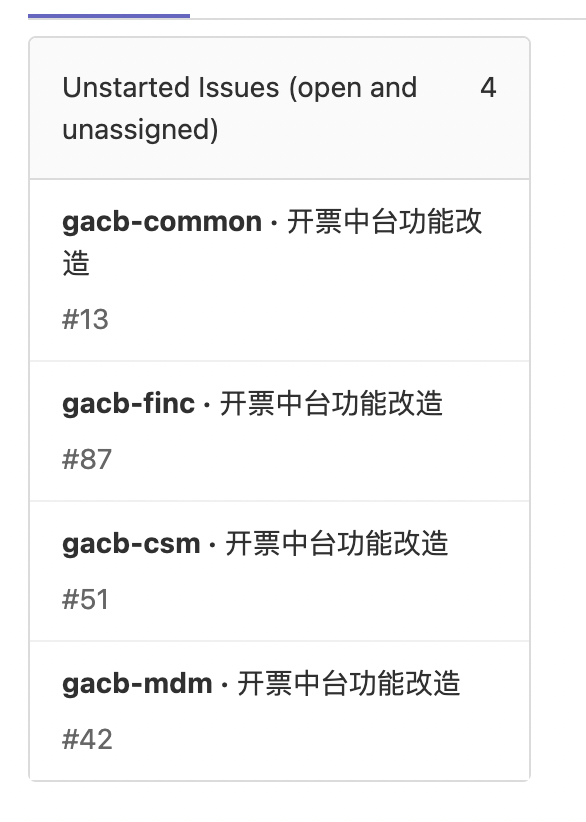 Unstarted Issues (open and 4
unassigned)
gacb-common · 开票中台功能改
造
#13
gacb-finc · 开票中台功能改造
#87
gacb-csm · 开票中台功能改造
#51
gacb-mdm · 开票中台功能改造
#42